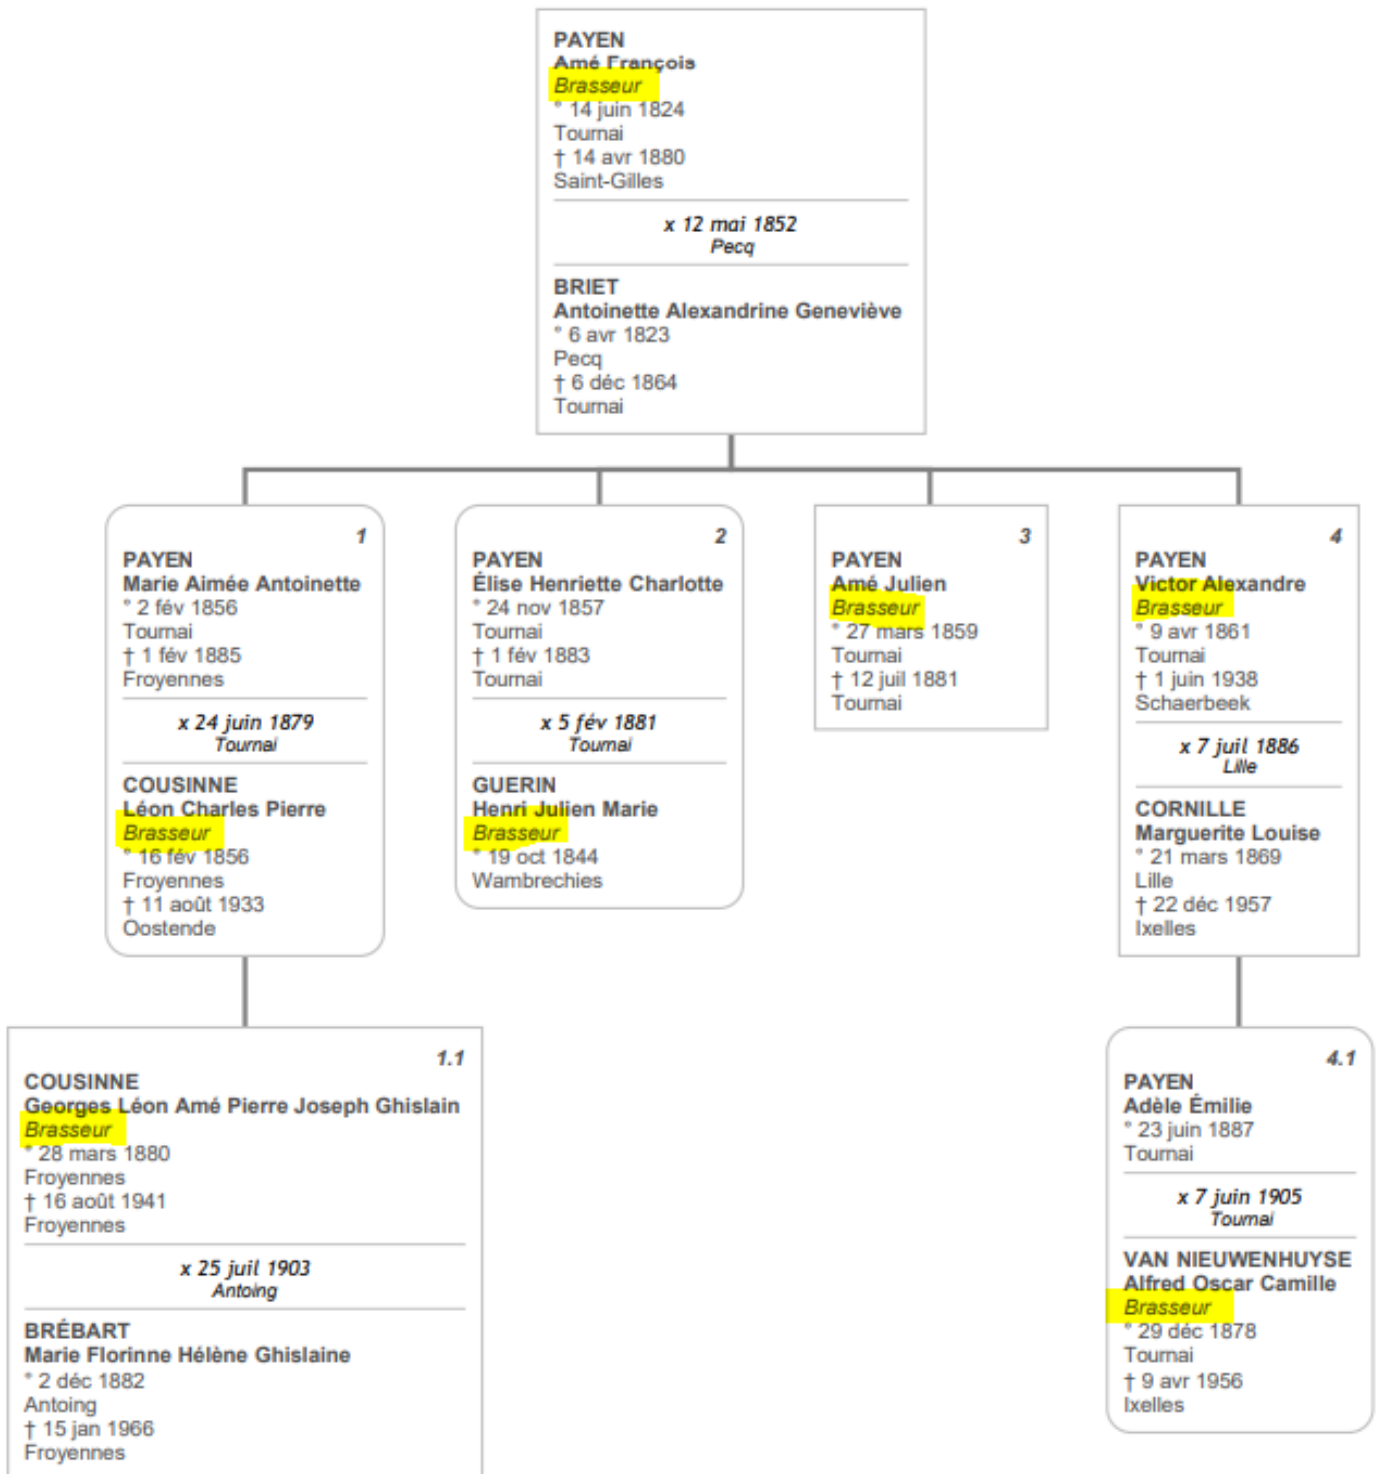 PAYEN
Amé François
Brasseur
° 14 juin 1824
Tournai
† 14 avr 1880
Saint-Gilles
x 12 mai 1852
Pecq
BRIET
Antoinette Alexandrine Geneviève
° 6 avr 1823
Pecq
† 6 déc 1864
Tournai
1
PAYEN
Marie Aimée Antoinette
° 2 fév 1856
Tournai
† 1 fév 1885
Froyennes
x 24 juin 1879
Tournai
COUSINNE
Léon Charles Pierre
Brasseur
° 16 fév 1856
Froyennes
† 11 août 1933
Oostende
2
PAYEN
Élise Henriette Charlotte
° 24 nov 1857
Tournai
† 1 fév 1883
Tournai
x 5 fév 1881
Tournai
GUERIN
Henri Julien Marie
Brasseur
° 19 oct 1844
Wambrechies
3
PAYEN
Amé Julien
Brasseur
° 27 mars 1859
Tournai
† 12 juil 1881
Tournai
4
PAYEN
Victor Alexandre
Brasseur
° 9 avr 1861
Tournai
† 1 juin 1938
Schaerbeek
x 7 juil 1886
Lille
CORNILLE
Marguerite Louise
° 21 mars 1869
Lille
† 22 déc 1957
Ixelles
1.1
COUSINNE
Georges Léon Amé Pierre Joseph Ghislain
Brasseur
° 28 mars 1880
Froyennes
† 16 août 1941
Froyennes
x 25 juil 1903
Antoing
BRÉBART
Marie Florinne Hélène Ghislaine
° 2 déc 1882
Antoing
† 15 jan 1966
Froyennes
4.1
PAYEN
Adèle Émilie
° 23 juin 1887
Tournai
x 7 juin 1905
Tournai
VAN NIEUWENHUYSE
Alfred Oscar Camille
Brasseur
° 29 déc 1878
Tournai
† 9 avr 1956
Ixelles